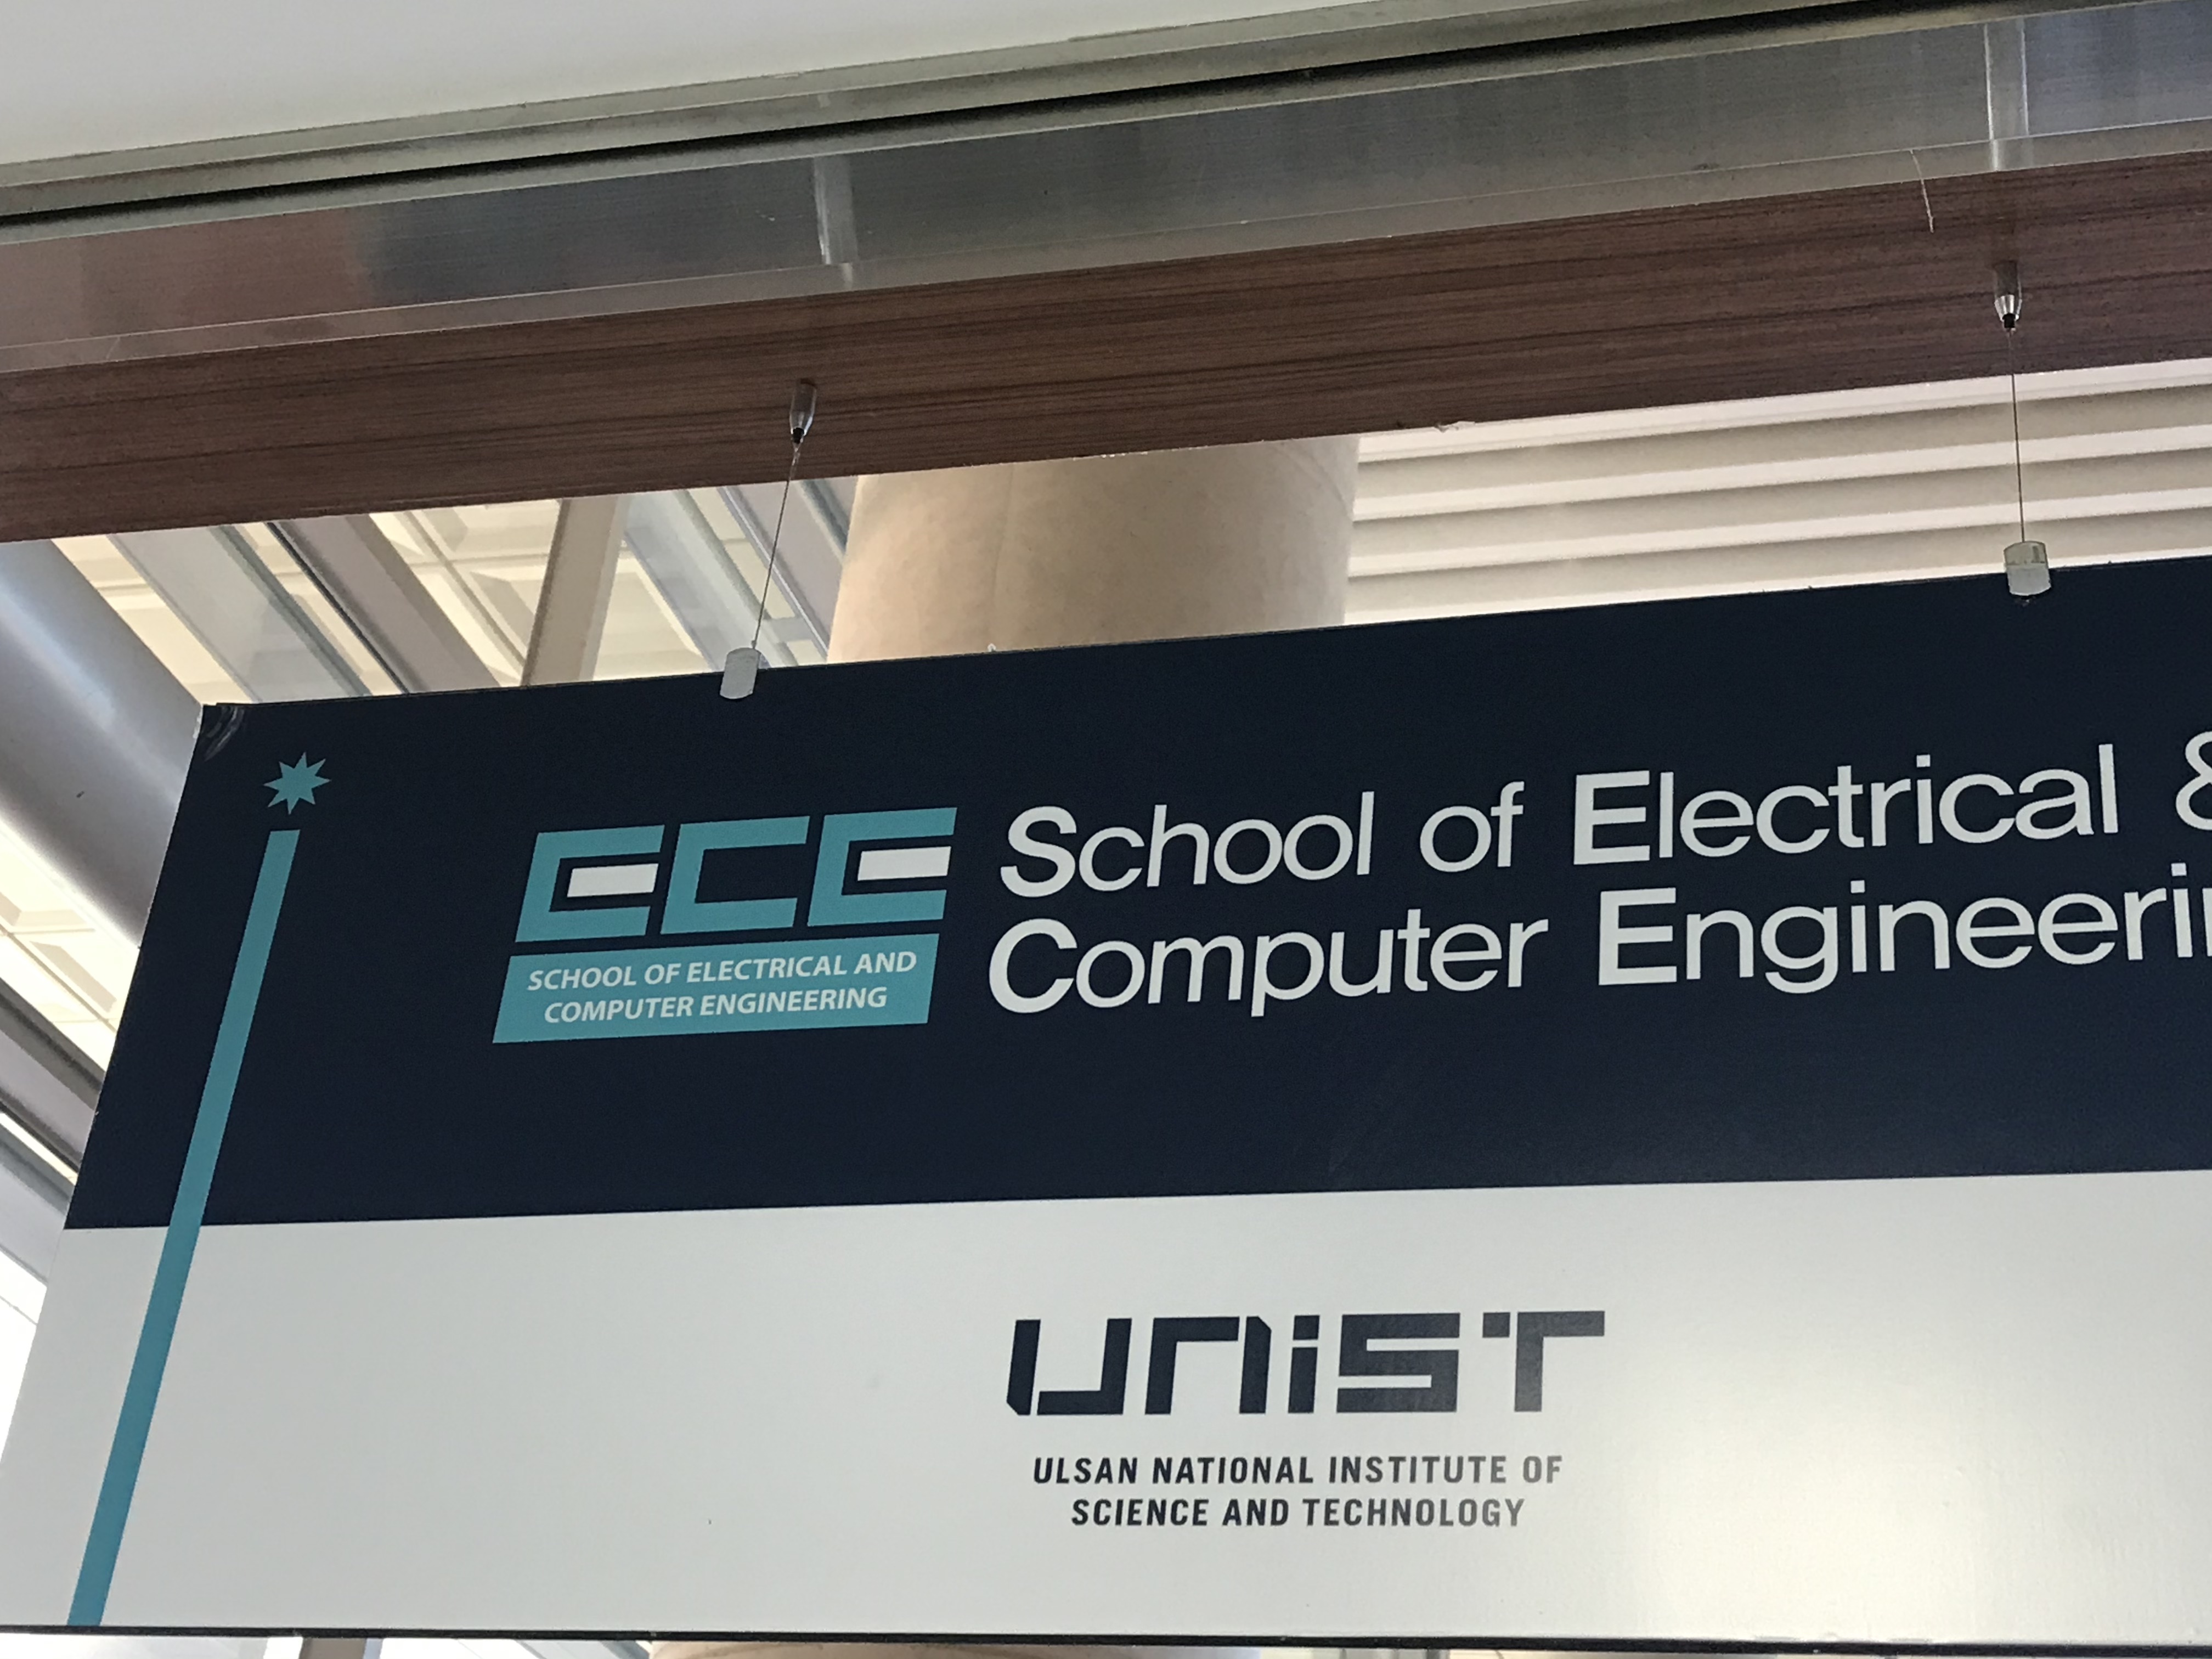 ECE
SCHOOL OF ELECTRICAL AND
COMPUTER ENGINEERING
School of Electrical &
Computer Engineerin
UNiST
ULSAN NATIONAL INSTITUTE OF
SCIENCE AND TECHNOLOGY